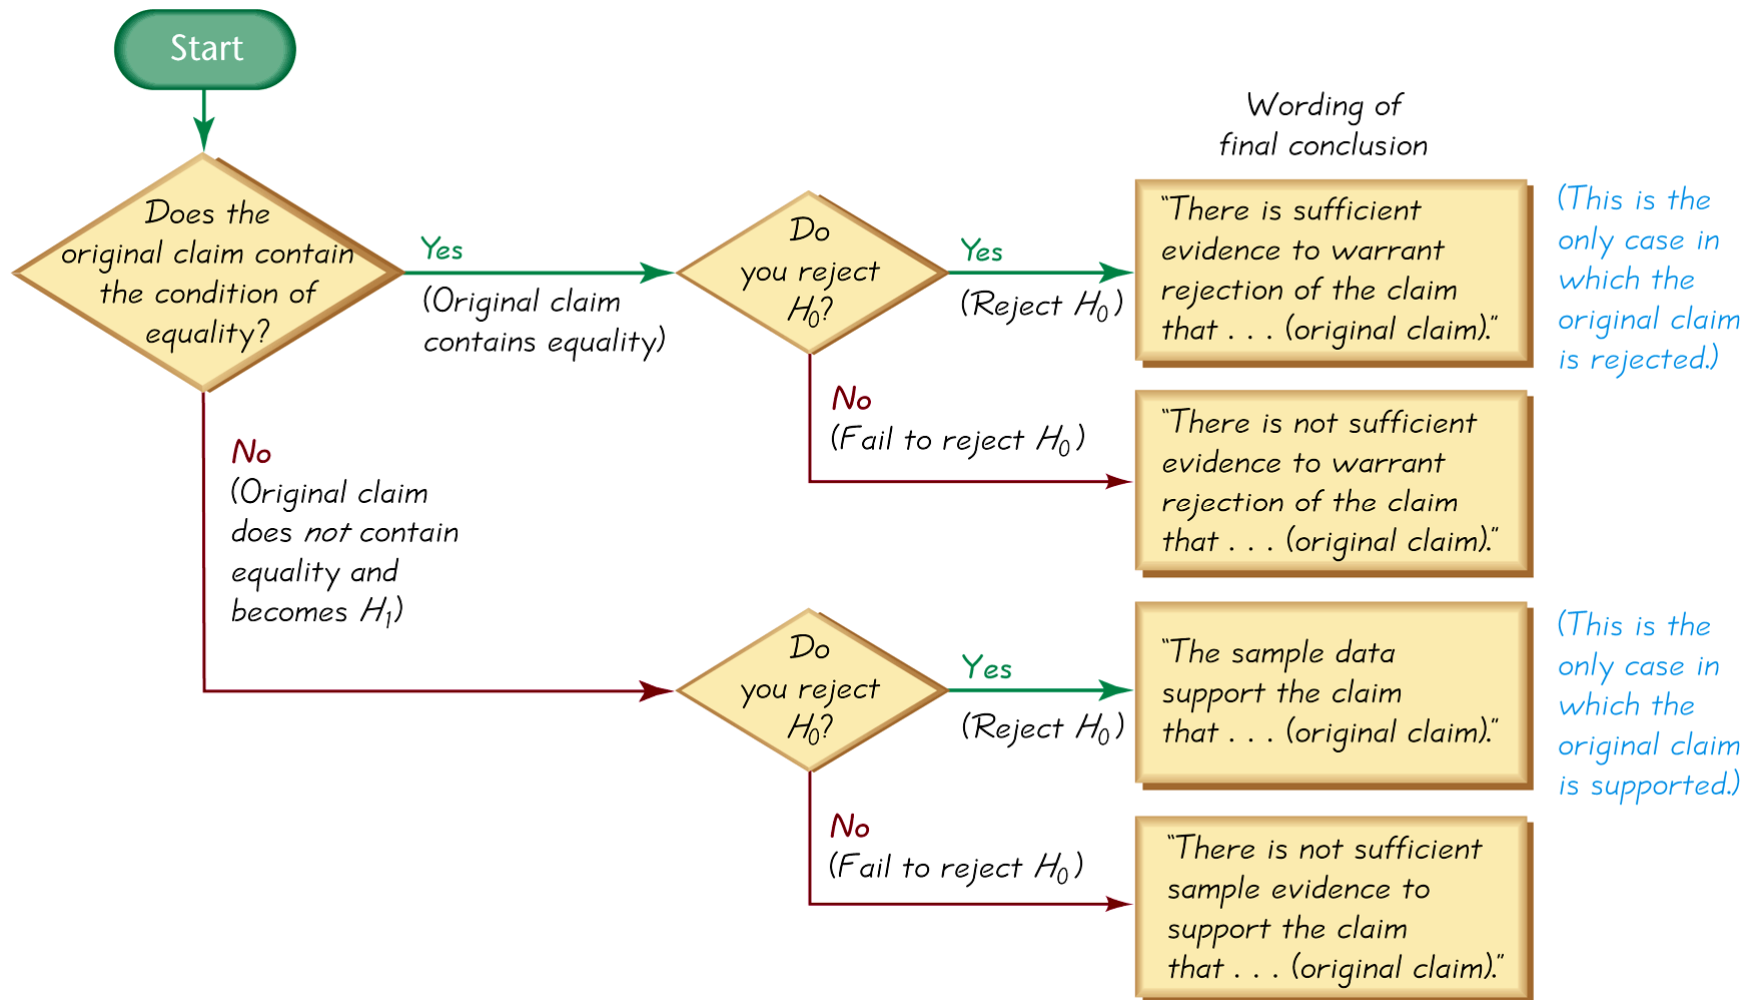 Start
Does the
original claim contain
the condition of
equality?
Yes
(Original claim
contains equality)
Do
you reject
H₀?
Yes
(Reject H₀)
Wording of
final conclusion
“There is sufficient
evidence to warrant
rejection of the claim
that . . . (original claim).”
(This is the
only case in
which the
original claim
is rejected.)
No
(Fail to reject H₀)
“There is not sufficient
evidence to warrant
rejection of the claim
that . . . (original claim).”
No
(Original claim
does not contain
equality and
becomes H₁)
Do
you reject
H₀?
Yes
(Reject H₀)
“The sample data
support the claim
that . . . (original claim).”
(This is the
only case in
which the
original claim
is supported.)
No
(Fail to reject H₀)
“There is not sufficient
sample evidence to
support the claim
that . . . (original claim).”